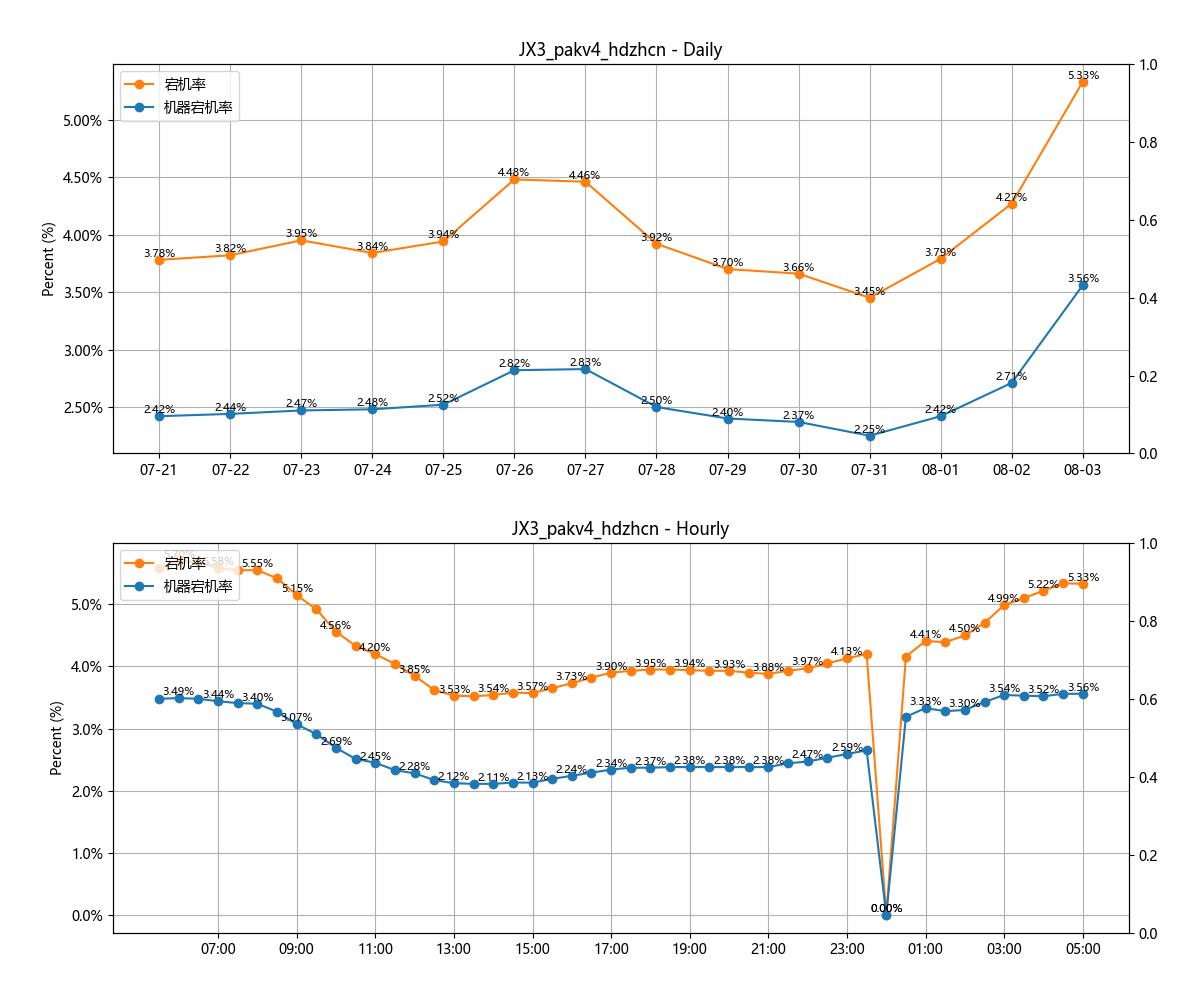 JX3_pakv4_hdzhcn - Daily
宕机率
机器宕机率
Percent (%)
5.00%
4.50%
4.00%
3.50%
3.00%
2.50%
1.0
0.8
0.6
0.4
0.2
0.0
3.78% 3.82% 3.95% 3.84% 3.94% 4.48% 4.46% 3.92% 3.70% 3.66% 3.45% 3.79% 4.27% 5.33%
2.42% 2.44% 2.47% 2.48% 2.52% 2.82% 2.83% 2.50% 2.40% 2.37% 2.25% 2.42% 2.71% 3.56%
07-21 07-22 07-23 07-24 07-25 07-26 07-27 07-28 07-29 07-30 07-31 08-01 08-02 08-03
JX3_pakv4_hdzhcn - Hourly
宕机率
机器宕机率
Percent (%)
5.0%
4.0%
3.0%
2.0%
1.0%
0.0%
1.0
0.8
0.6
0.4
0.2
0.0
5.70% 5.58% 5.55% 5.15% 4.56% 4.20% 3.85% 3.53% 3.54% 3.57% 3.73% 3.90% 3.95% 3.94% 3.93% 3.88% 3.97% 4.13% 0.00% 4.41% 4.50% 4.99% 5.22% 5.33%
3.49% 3.44% 3.40% 3.07% 2.69% 2.45% 2.28% 2.12% 2.11% 2.13% 2.24% 2.34% 2.37% 2.38% 2.38% 2.38% 2.47% 2.59% 0.00% 3.33% 3.30% 3.54% 3.52% 3.56%
07:00 09:00 11:00 13:00 15:00 17:00 19:00 21:00 23:00 01:00 03:00 05:00